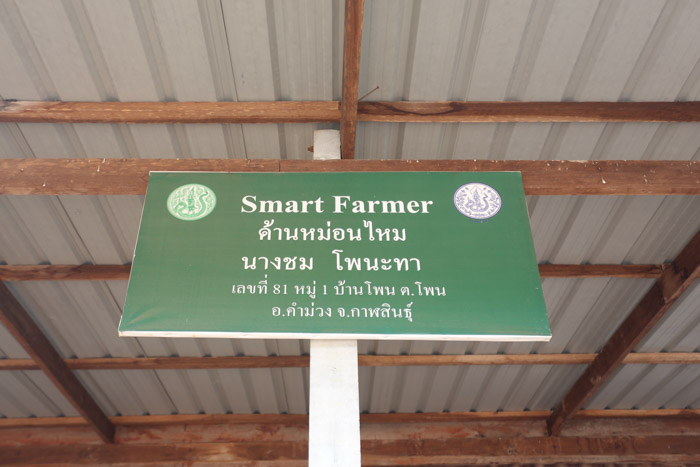 Smart Farmer
ด้านหม่อนไหม
นางชม โพนะทา
เลขที่ 81 หมู่ 1 บ้านโพน ต.โพน
อ.คำม่วง จ.กาฬสินธุ์